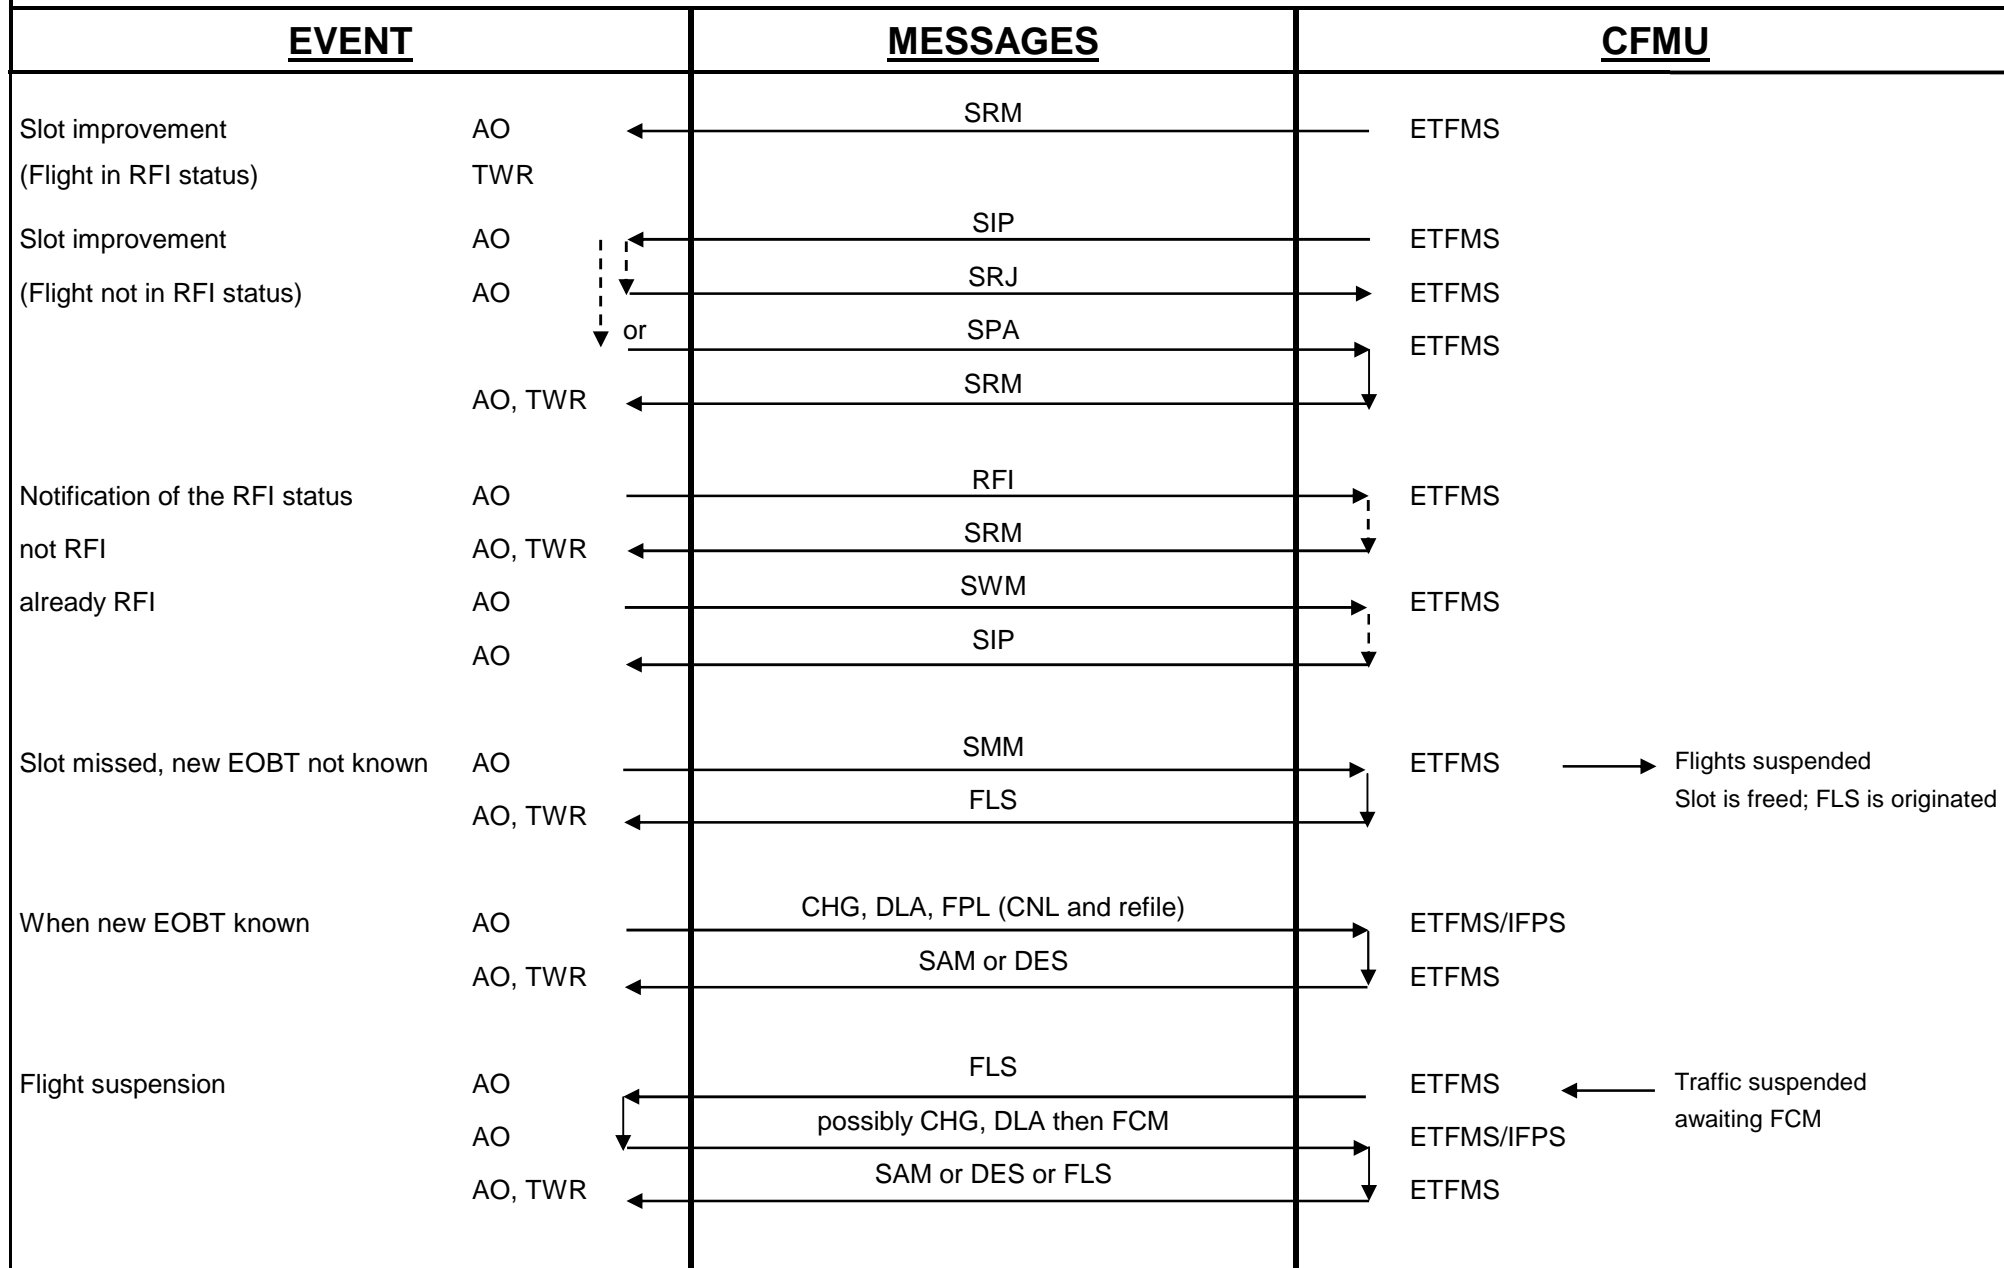 EVENT MESSAGES CFMU
Slot improvement AO SRM ETFMS
(Flight in RFI status) TWR
Slot improvement AO SIP ETFMS
(Flight not in RFI status) AO SRJ ETFMS
or SPA ETFMS
AO, TWR SRM
Notification of the RFI status AO RFI ETFMS
not RFI AO, TWR SRM
already RFI AO SWM ETFMS
AO SIP
Slot missed, new EOBT not known AO SMM ETFMS Flights suspended
Slot is freed; FLS is originated
AO, TWR FLS
When new EOBT known AO CHG, DLA, FPL (CNL and refile) ETFMS/IFPS
AO, TWR SAM or DES ETFMS
Flight suspension AO FLS ETFMS Traffic suspended
awaiting FCM
AO possibly CHG, DLA then FCM ETFMS/IFPS
AO, TWR SAM or DES or FLS ETFMS